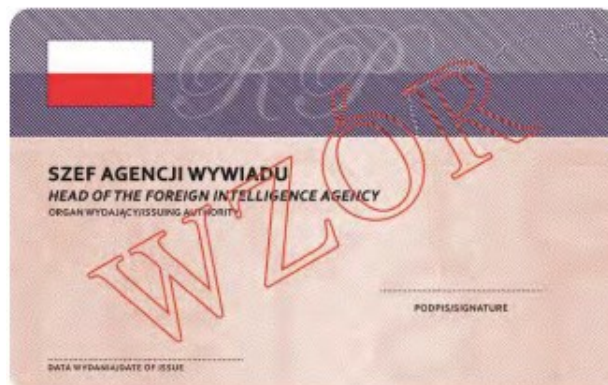 RP
WZÓR
SZEF AGENCJI WYWIADU
HEAD OF THE FOREIGN INTELLIGENCE AGENCY
ORGAN WYDAJĄCY/ISSUING AUTHORITY
PODPIS/SIGNATURE
DATA WYDANIA/DATE OF ISSUE